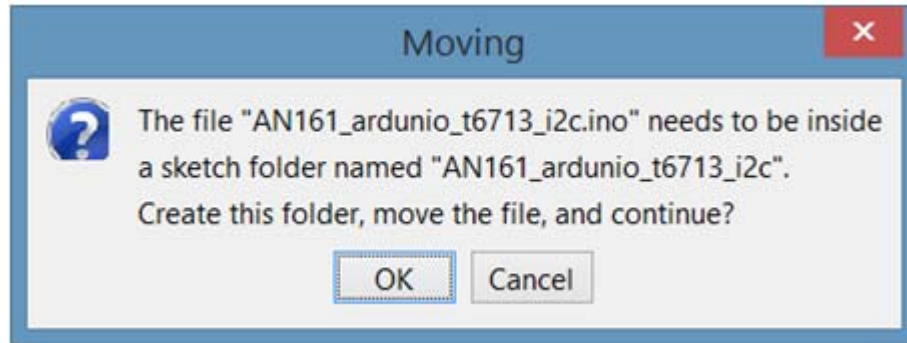 Moving
The file "AN161_ardunio_t6713_i2c.ino" needs to be inside
a sketch folder named "AN161_ardunio_t6713_i2c".
Create this folder, move the file, and continue?
OK
Cancel